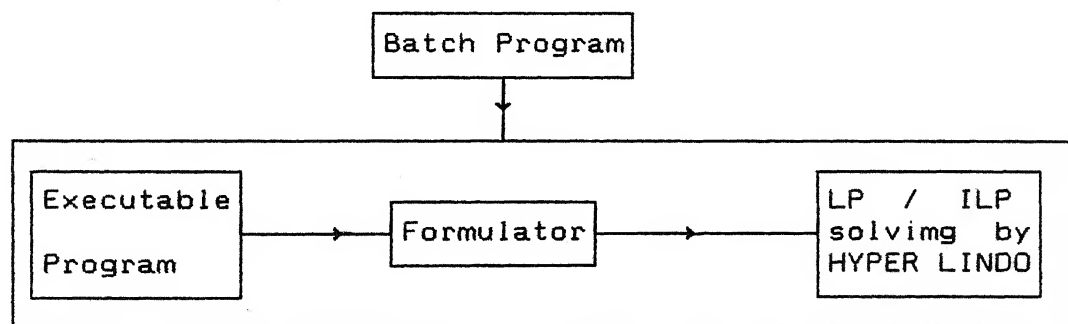 Batch Program
Executable
Program
Formulator
LP / ILP
solvimg by
HYPER LINDO